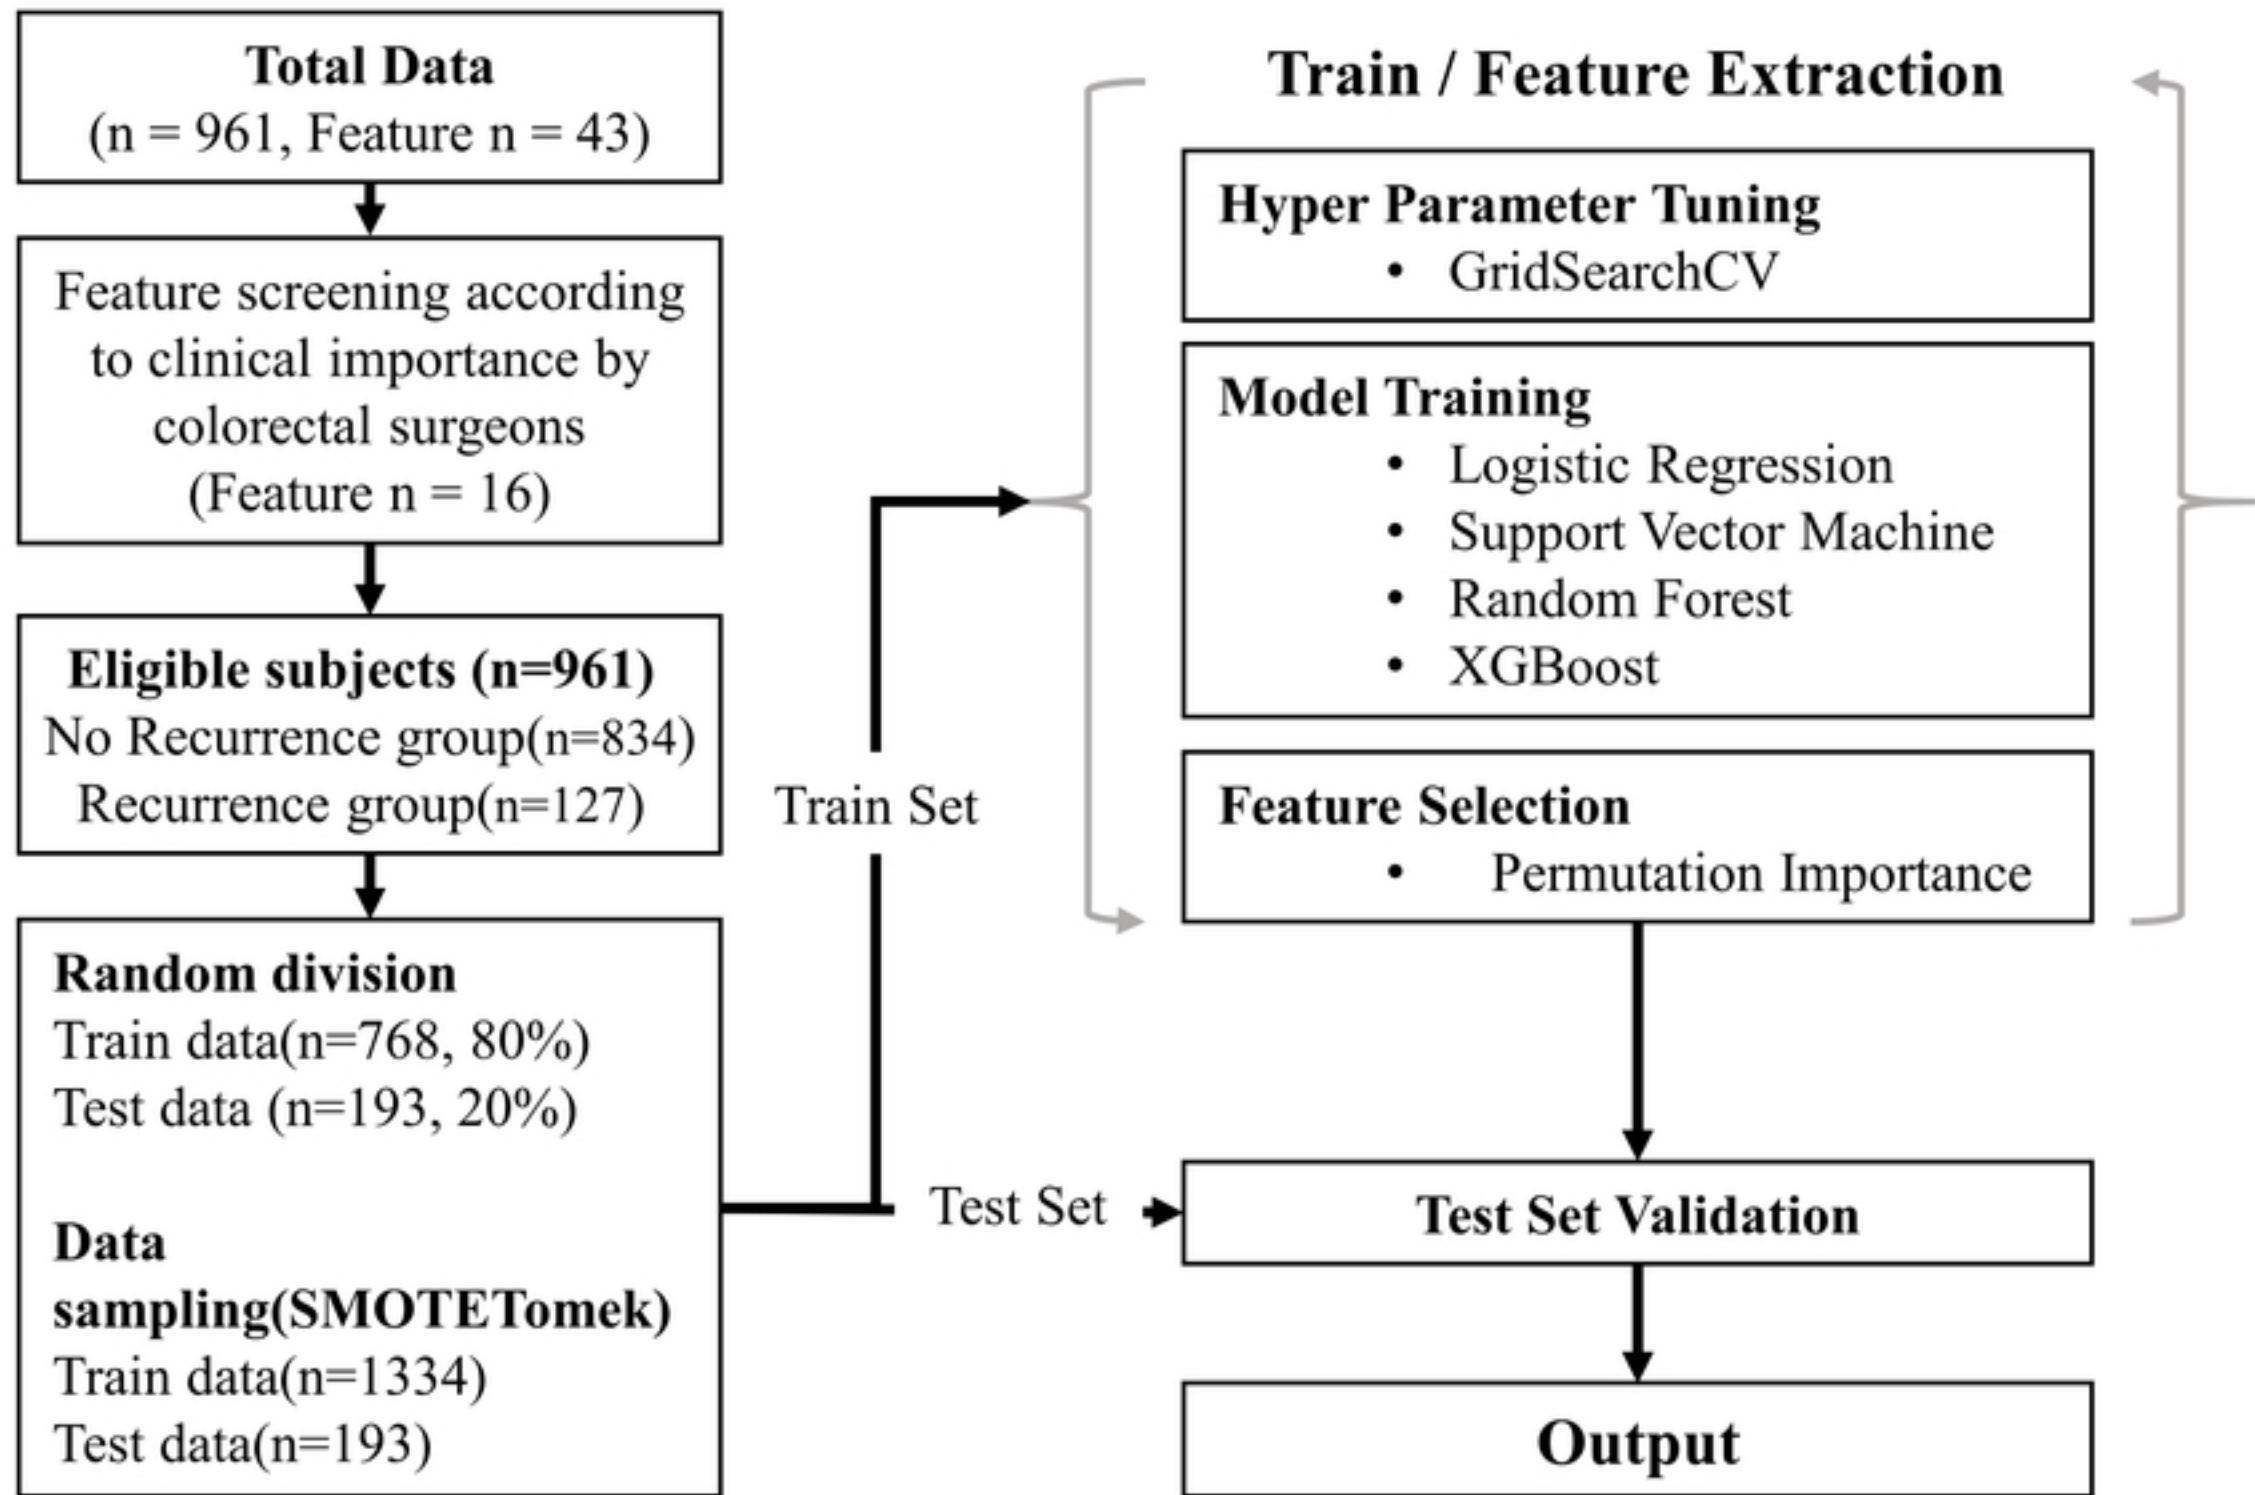 Total Data
(n = 961, Feature n = 43)
Feature screening according
to clinical importance by
colorectal surgeons
(Feature n = 16)
Eligible subjects (n=961)
No Recurrence group(n=834)
Recurrence group(n=127)
Random division
Train data(n=768, 80%)
Test data (n=193, 20%)
Data
sampling(SMOTETomek)
Train data(n=1334)
Test data(n=193)
Train Set
Test Set
Train / Feature Extraction
Hyper Parameter Tuning
• GridSearchCV
Model Training
• Logistic Regression
• Support Vector Machine
• Random Forest
• XGBoost
Feature Selection
• Permutation Importance
Test Set Validation
Output